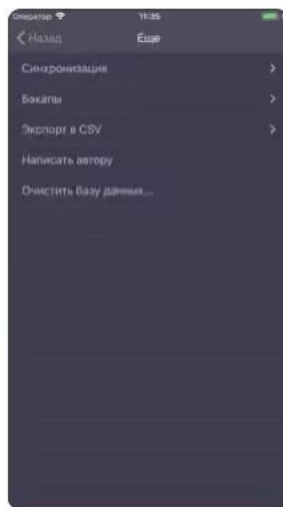 Оператор 11:35
Назад Еще
Синхронизация
Бэкапы
Экспорт в CSV
Написать автору
Очистить базу данных...